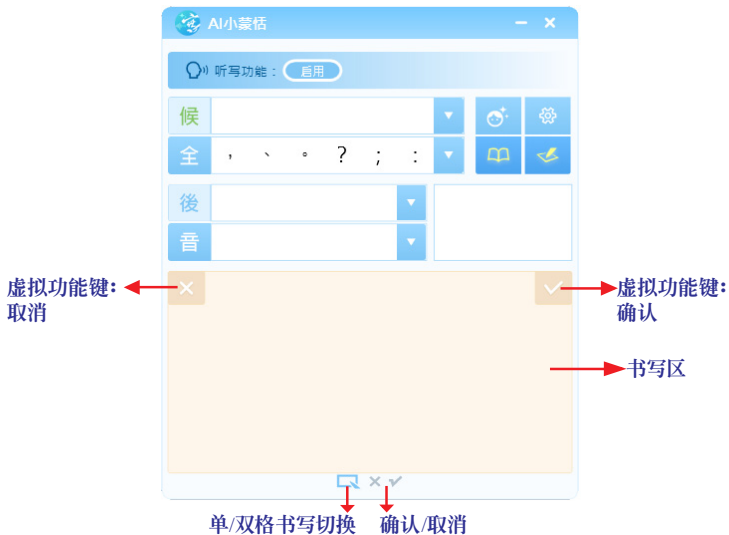 AI小蒙恬
听写功能： 启用
候
全 ， 、 。 ？ ； ：
後
音
虚拟功能键：
取消
虚拟功能键：
确认
书写区
单/双格书写切换 确认/取消